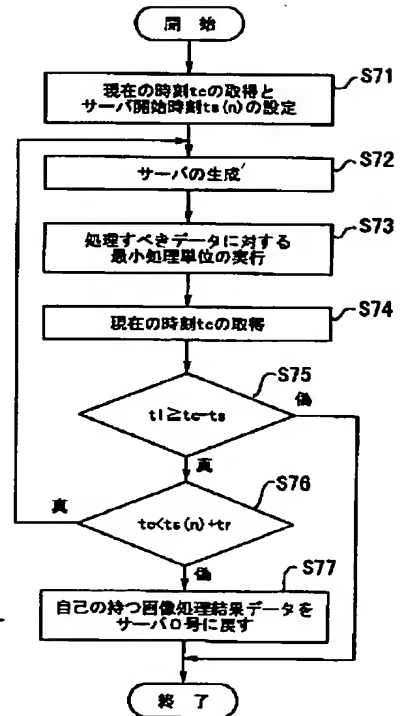 開 始
S71
現在の時刻tcの取得と
サーバ開始時刻ts(n)の設定
S72
サーバの生成'
S73
処理すべきデータに対する
最小処理単位の実行
S74
現在の時刻tcの取得
S75
tl≧tc-ts
偽
真
S76
真
tc<ts(n)+tr
偽
S77
自己の持つ画像処理結果データを
サーバ0号に戻す
終 了